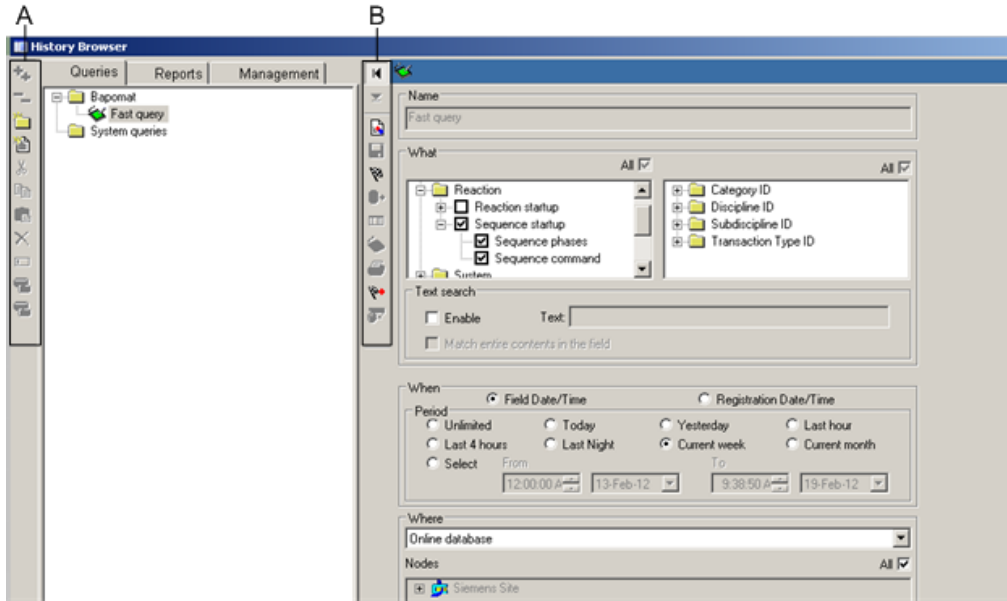 A B
History Browser
Queries Reports Management
Bapomat
Fast query
System queries
Name
Fast query
What
All All
Reaction
Reaction startup
Sequence startup
Sequence phases
Sequence command
System
Category ID
Discipline ID
Subdiscipline ID
Transaction Type ID
Text search
Enable Text:
Match entire contents in the field
When
Field Date/Time Registration Date/Time
Period
Unlimited Today Yesterday Last hour
Last 4 hours Last Night Current week Current month
Select From To
12:00:00 A 13-Feb-12 9:38:50 A 19-Feb-12
Where
Online database
Nodes All
Siemens Site